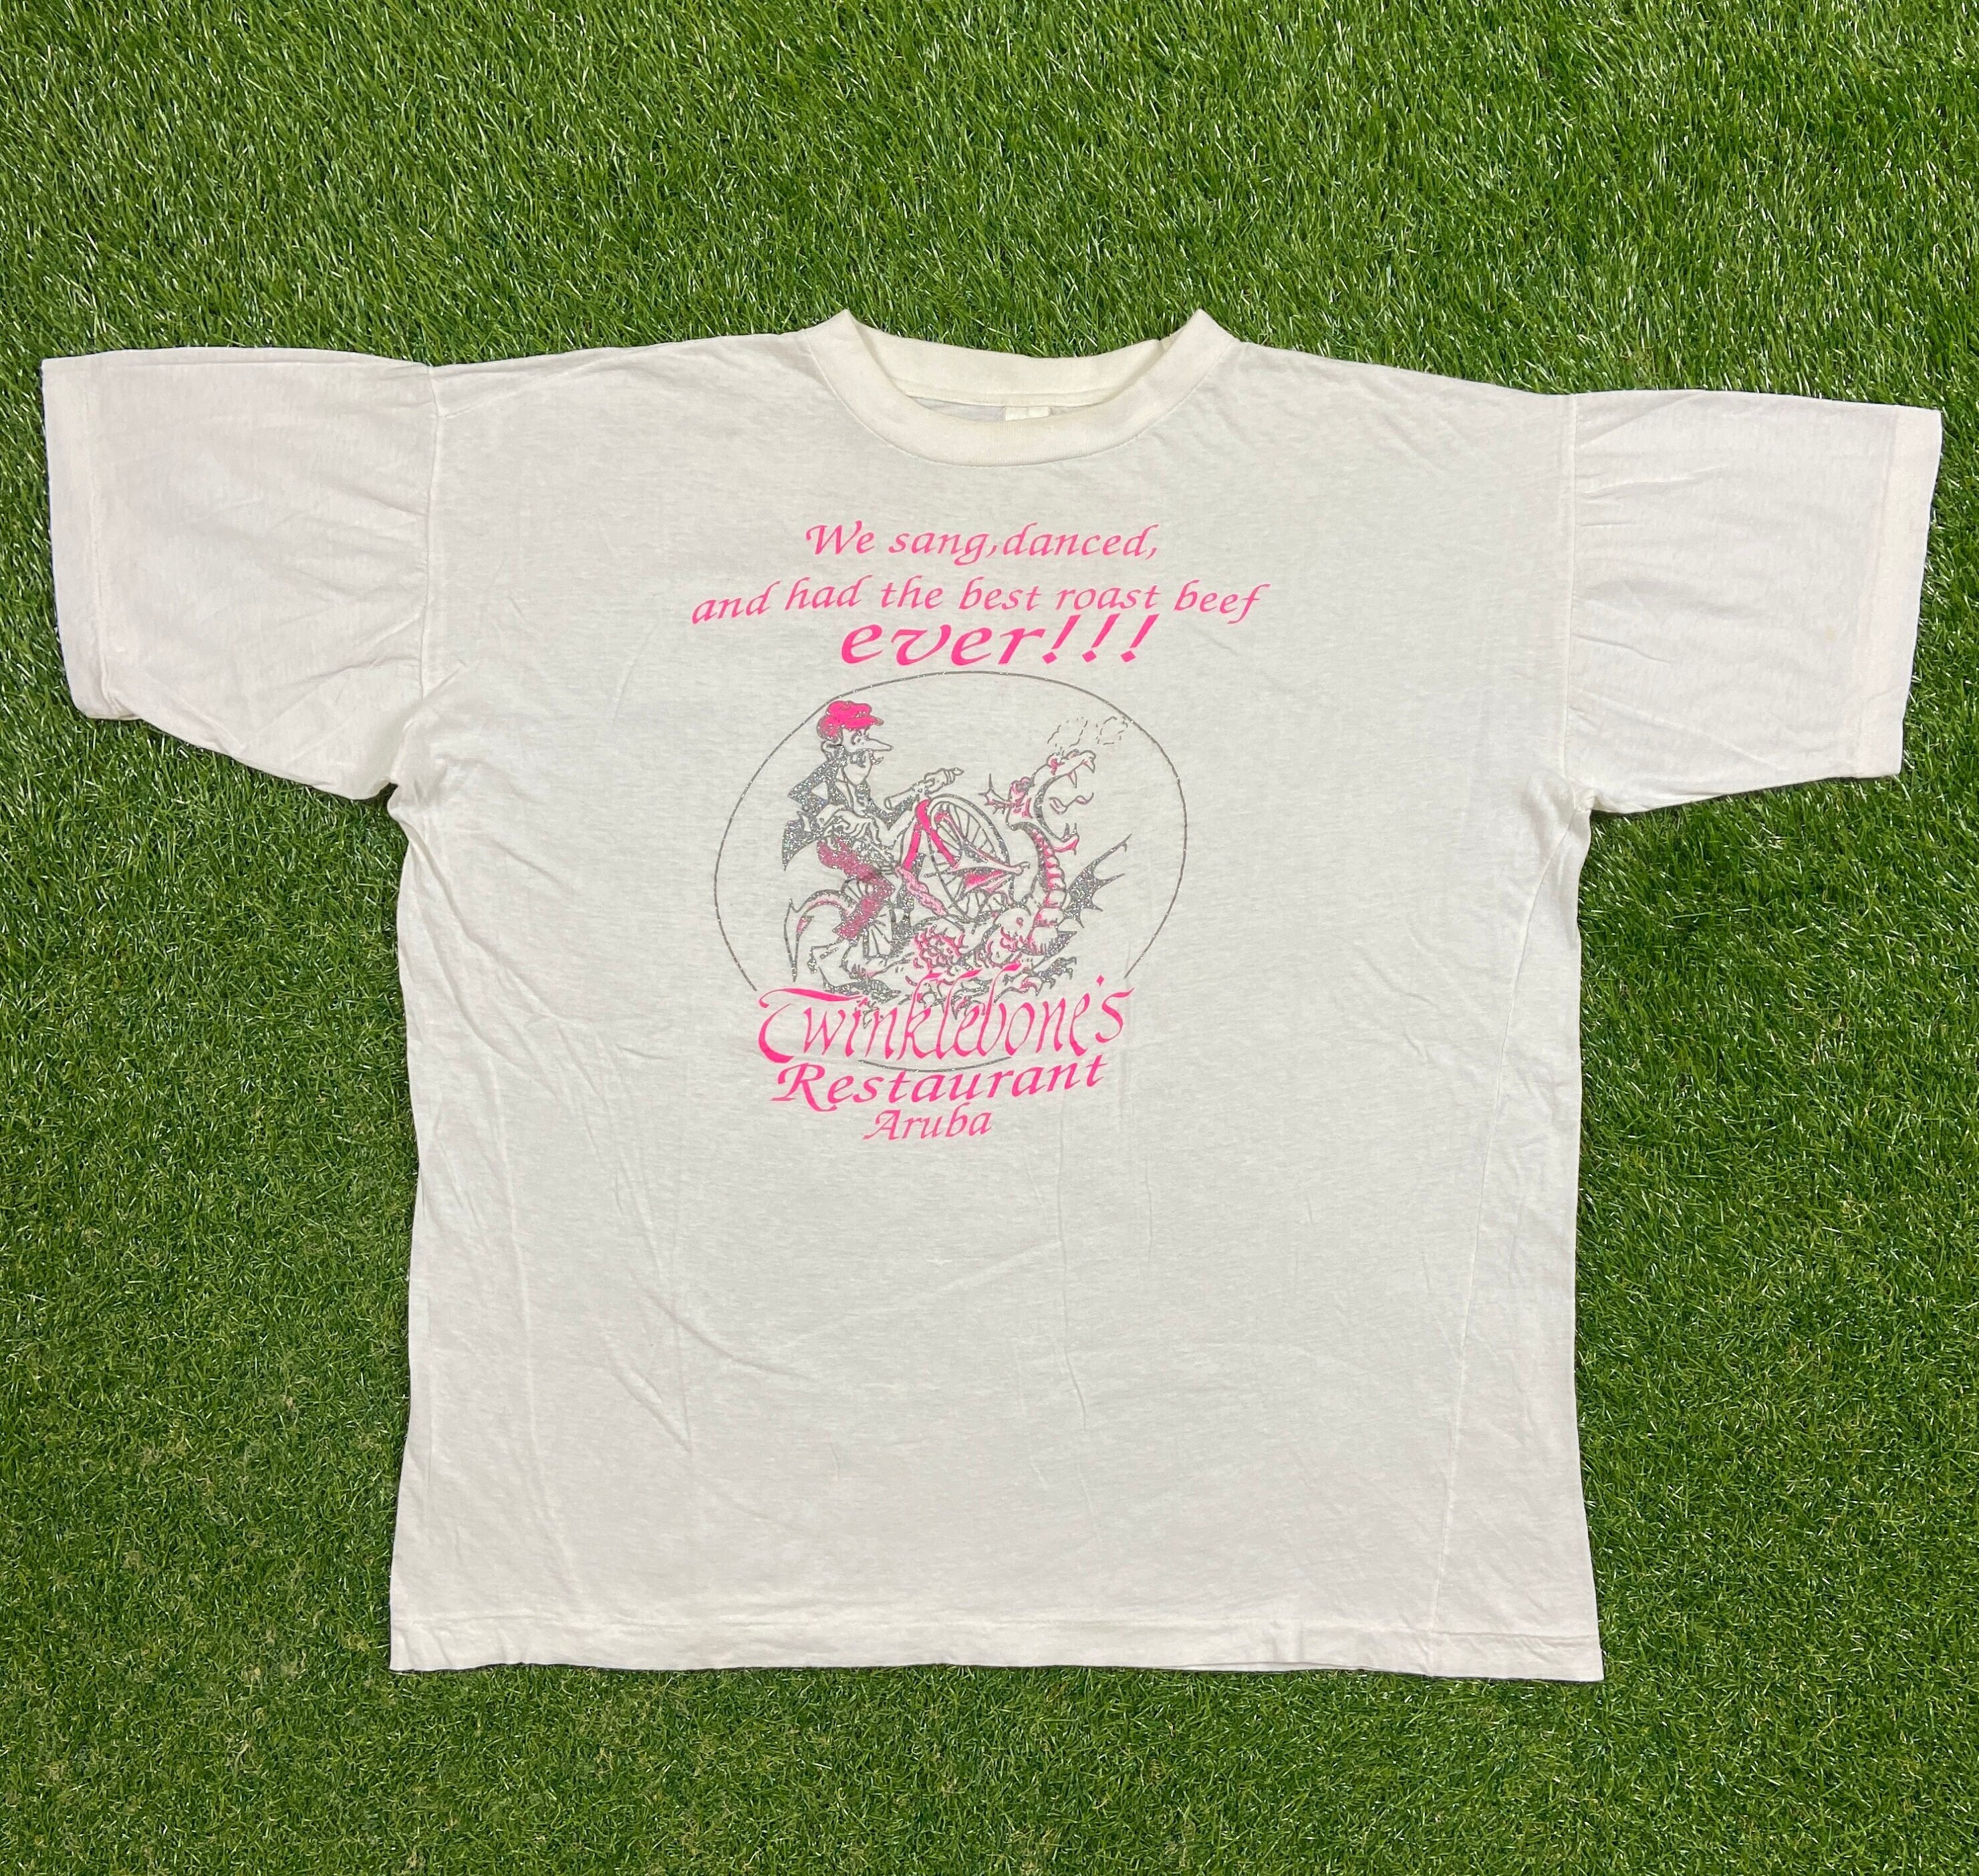 We sang,danced,
and had the best roast beef
ever!!!
Twinklebone's
Restaurant
Aruba